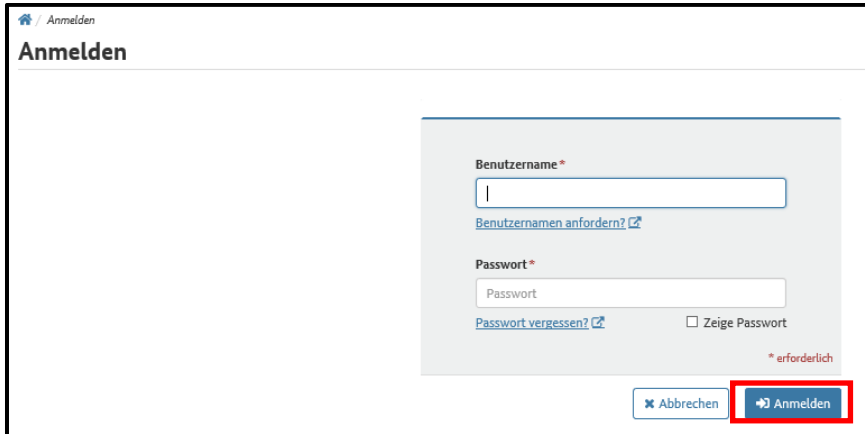 / Anmelden
Anmelden
Benutzername*
Benutzernamen anfordern?
Passwort*
Passwort
Passwort vergessen?
Zeige Passwort
* erforderlich
Abbrechen
Anmelden